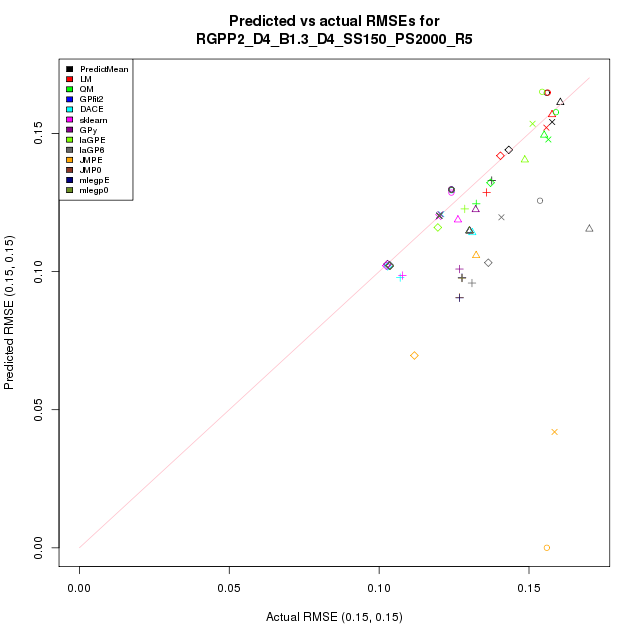 Predicted vs actual RMSEs for
RGPP2_D4_B1.3_D4_SS150_PS2000_R5
PredictMean
LM
QM
GPfit2
DACE
sklearn
GPy
laGPE
laGP6
JMPE
JMP0
mlegpE
mlegp0
0.15
0.10
0.05
0.00
Predicted RMSE (0.15, 0.15)
0.00 0.05 0.10 0.15
Actual RMSE (0.15, 0.15)